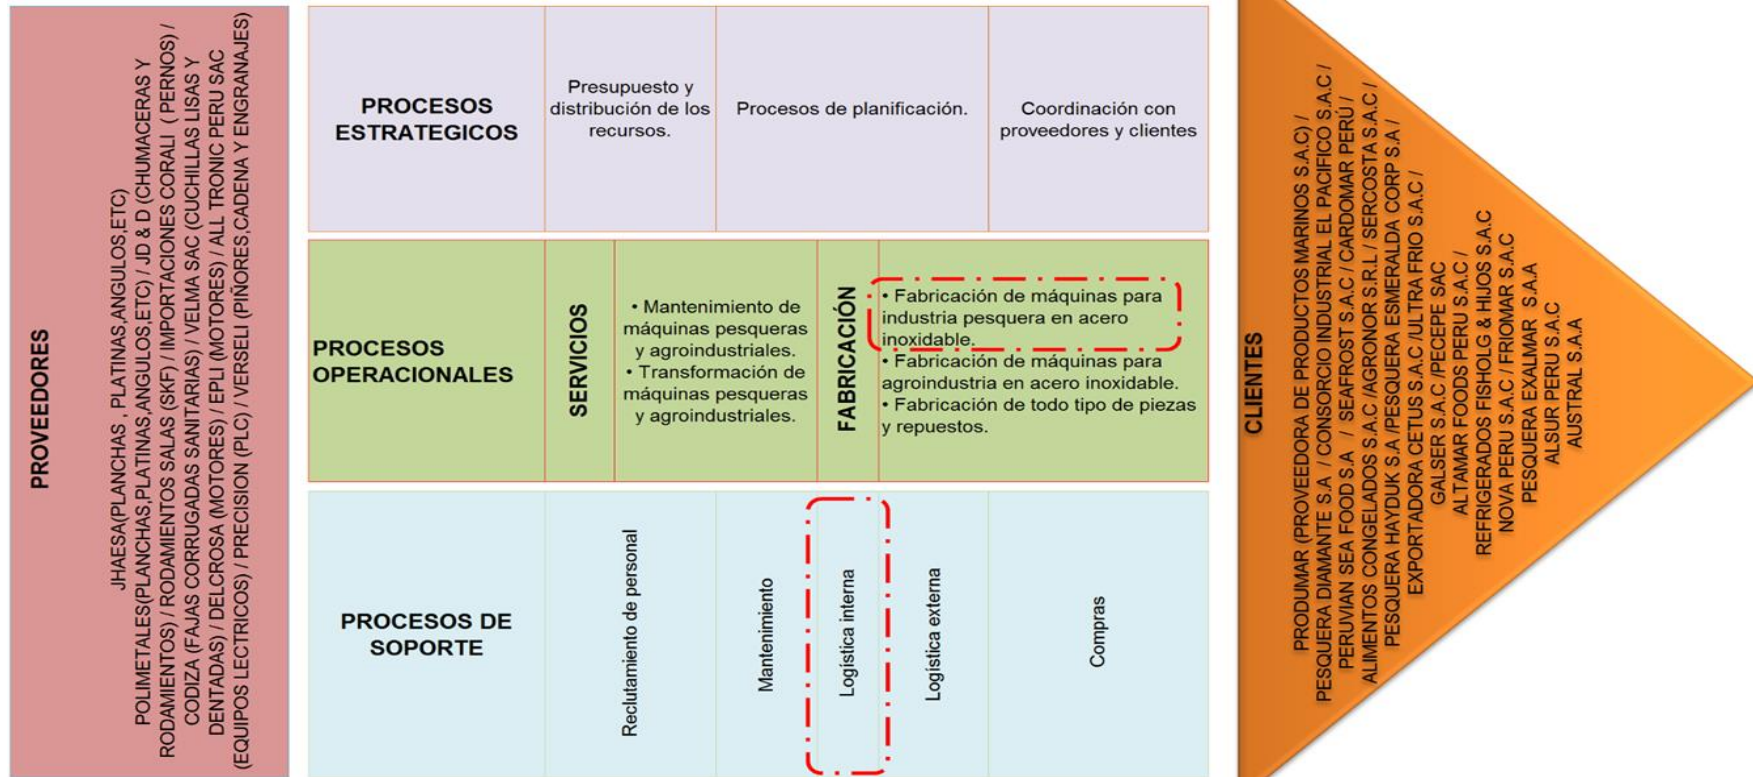 PROVEEDORES
JHAESA(PLANCHAS , PLATINAS,ANGULOS,ETC)
POLIMETALES(PLANCHAS,PLATINAS,ANGULOS,ETC) / JD & D (CHUMACERAS Y
RODAMIENTOS) / RODAMIENTOS SALAS (SKF) / IMPORTACIONES CORALI ( PERNOS) /
CODIZA (FAJAS CORRUGADAS SANITARIAS) / VELMA SAC (CUCHILLAS LISAS Y
DENTADAS) / DELCROSA (MOTORES) / EPLI (MOTORES) / ALL TRONIC PERU SAC
(EQUIPOS LECTRICOS) / PRECISION (PLC) / VERSELI (PIÑORES,CADENA Y ENGRANAJES)
PROCESOS
ESTRATEGICOS
Presupuesto y
distribución de los
recursos.
Procesos de planificación.
Coordinación con
proveedores y clientes
PROCESOS
OPERACIONALES
SERVICIOS
• Mantenimiento de
máquinas pesqueras
y agroindustriales.
• Transformación de
máquinas pesqueras
y agroindustriales.
FABRICACIÓN
• Fabricación de máquinas para
industria pesquera en acero
inoxidable.
• Fabricación de máquinas para
agroindustria en acero inoxidable.
• Fabricación de todo tipo de piezas
y repuestos.
PROCESOS DE
SOPORTE
Reclutamiento de personal
Mantenimiento
Logística interna
Logística externa
Compras
CLIENTES
PRODUMAR (PROVEEDORA DE PRODUCTOS MARINOS S.A.C) /
PESQUERA DIAMANTE S.A / CONSORCIO INDUSTRIAL EL PACIFICO S.A.C /
PERUVIAN SEA FOOD S.A / SEAFROST S.A.C / CARDOMAR PERÚ /
ALIMENTOS CONGELADOS S.A.C /AGRONOR S.R.L / SERCOSTA S.A.C /
PESQUERA HAYDUK S.A /PESQUERA ESMERALDA CORP S.A /
EXPORTADORA CETUS S.A.C /ULTRA FRIO S.A.C /
GALSER S.A.C /PECEPE SAC
ALTAMAR FOODS PERU S.A.C /
REFRIGERADOS FISHOLG & HIJOS S.A.C
NOVA PERU S.A.C / FRIOMAR S.A.C
PESQUERA EXALMAR S.A.A
ALSUR PERU S.A.C
AUSTRAL S.A.A